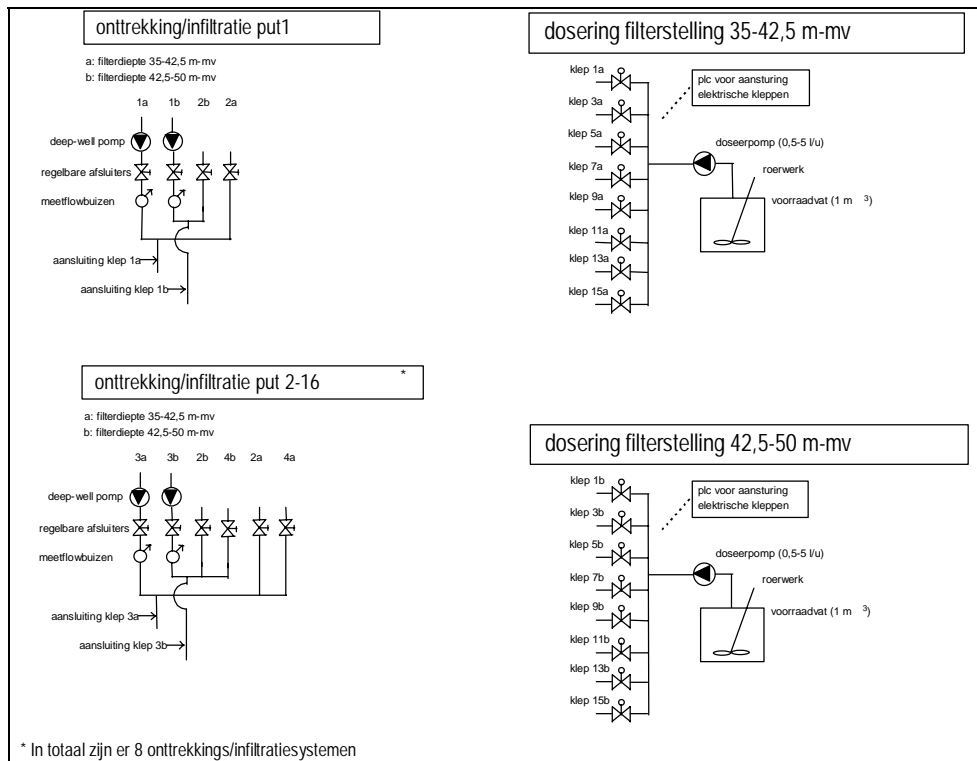 onttrekking/infiltratie put1
a: filterdiepte 35-42,5 m-mv
b: filterdiepte 42,5-50 m-mv
1a 1b 2b 2a
deep-well pomp
regelbare afsluiters
meetflowbuizen
aansluiting klep 1a
aansluiting klep 1b
dosering filterstelling 35-42,5 m-mv
klep 1a
klep 3a
klep 5a
klep 7a
klep 9a
klep 11a
klep 13a
klep 15a
plc voor aansturing
elektrische kleppen
doseerpomp (0,5-5 l/u)
roerwerk
voorraadvat (1 m 3)
onttrekking/infiltratie put 2-16 *
a: filterdiepte 35-42,5 m-mv
b: filterdiepte 42,5-50 m-mv
3a 3b 2b 4b 2a 4a
deep-well pomp
regelbare afsluiters
meetflowbuizen
aansluiting klep 3a
aansluiting klep 3b
dosering filterstelling 42,5-50 m-mv
klep 1b
klep 3b
klep 5b
klep 7b
klep 9b
klep 11b
klep 13b
klep 15b
plc voor aansturing
elektrische kleppen
doseerpomp (0,5-5 l/u)
roerwerk
voorraadvat (1 m 3)
* In totaal zijn er 8 onttrekkings/infiltratiesystemen